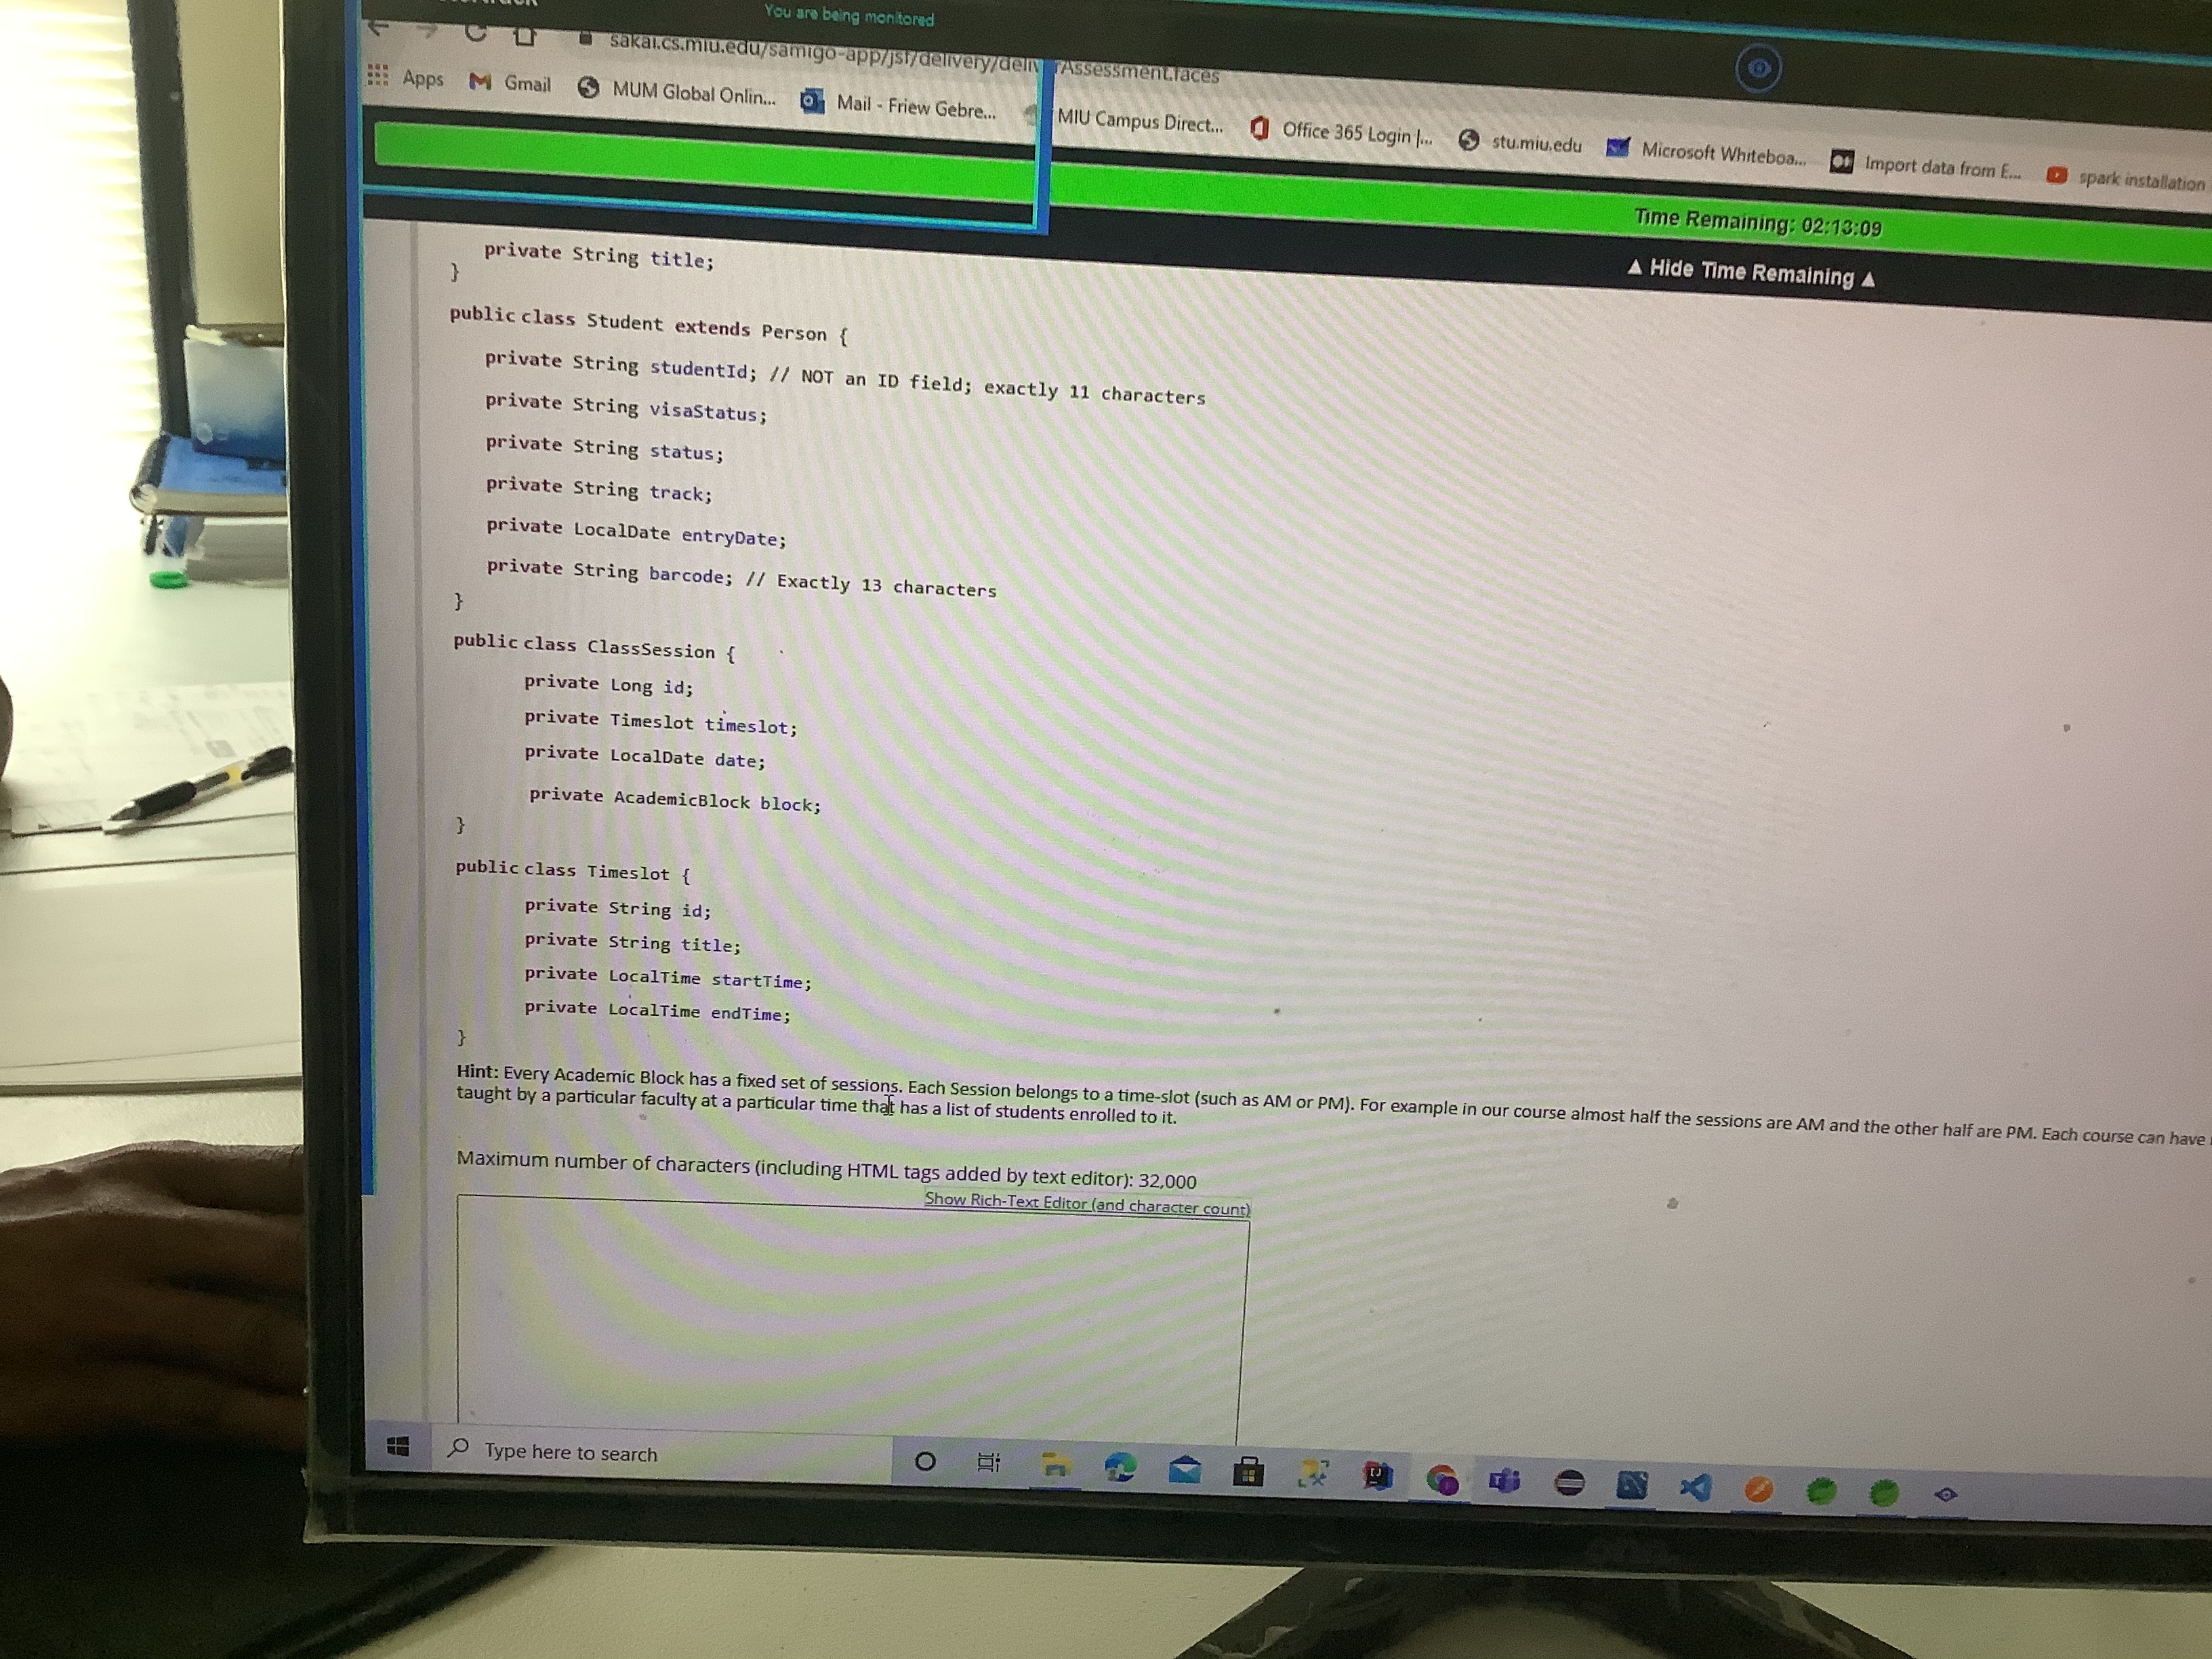 You are being monitored
sakai.cs.miu.edu/samigo-app/jsf/delivery/deliv rAssessment.faces
Apps Gmail MUM Global Onlin... Mail - Friew Gebre... MIU Campus Direct... Office 365 Login |... stu.miu.edu Microsoft Whiteboa... Import data from E... spark installation
Time Remaining: 02:13:09
▲ Hide Time Remaining ▲
private String title;
}
public class Student extends Person {
private String studentId; // NOT an ID field; exactly 11 characters
private String visaStatus;
private String status;
private String track;
private LocalDate entryDate;
private String barcode; // Exactly 13 characters
}
public class ClassSession {
private Long id;
private Timeslot timeslot;
private LocalDate date;
private AcademicBlock block;
}
public class Timeslot {
private String id;
private String title;
private LocalTime startTime;
private LocalTime endTime;
}
Hint: Every Academic Block has a fixed set of sessions. Each Session belongs to a time-slot (such as AM or PM). For example in our course almost half the sessions are AM and the other half are PM. Each course can have
taught by a particular faculty at a particular time that has a list of students enrolled to it.
Maximum number of characters (including HTML tags added by text editor): 32,000
Show Rich-Text Editor (and character count)
Type here to search